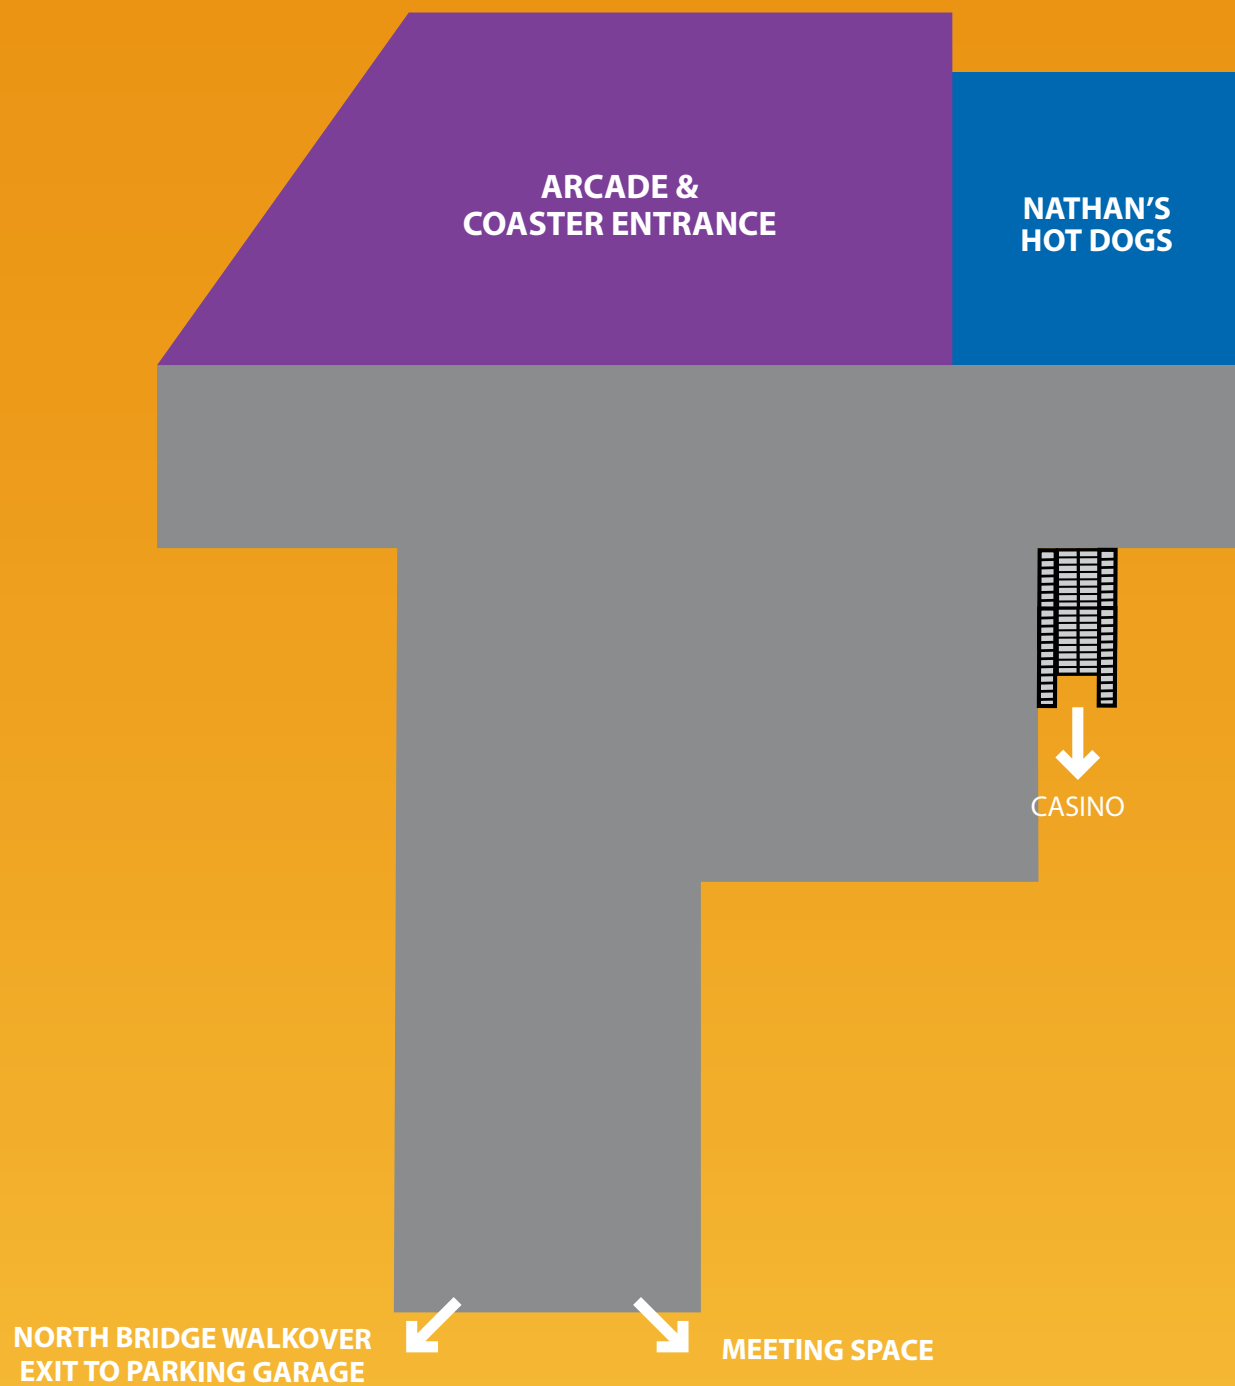 ARCADE &
COASTER ENTRANCE
NATHAN’S
HOT DOGS
CASINO
NORTH BRIDGE WALKOVER
EXIT TO PARKING GARAGE
MEETING SPACE